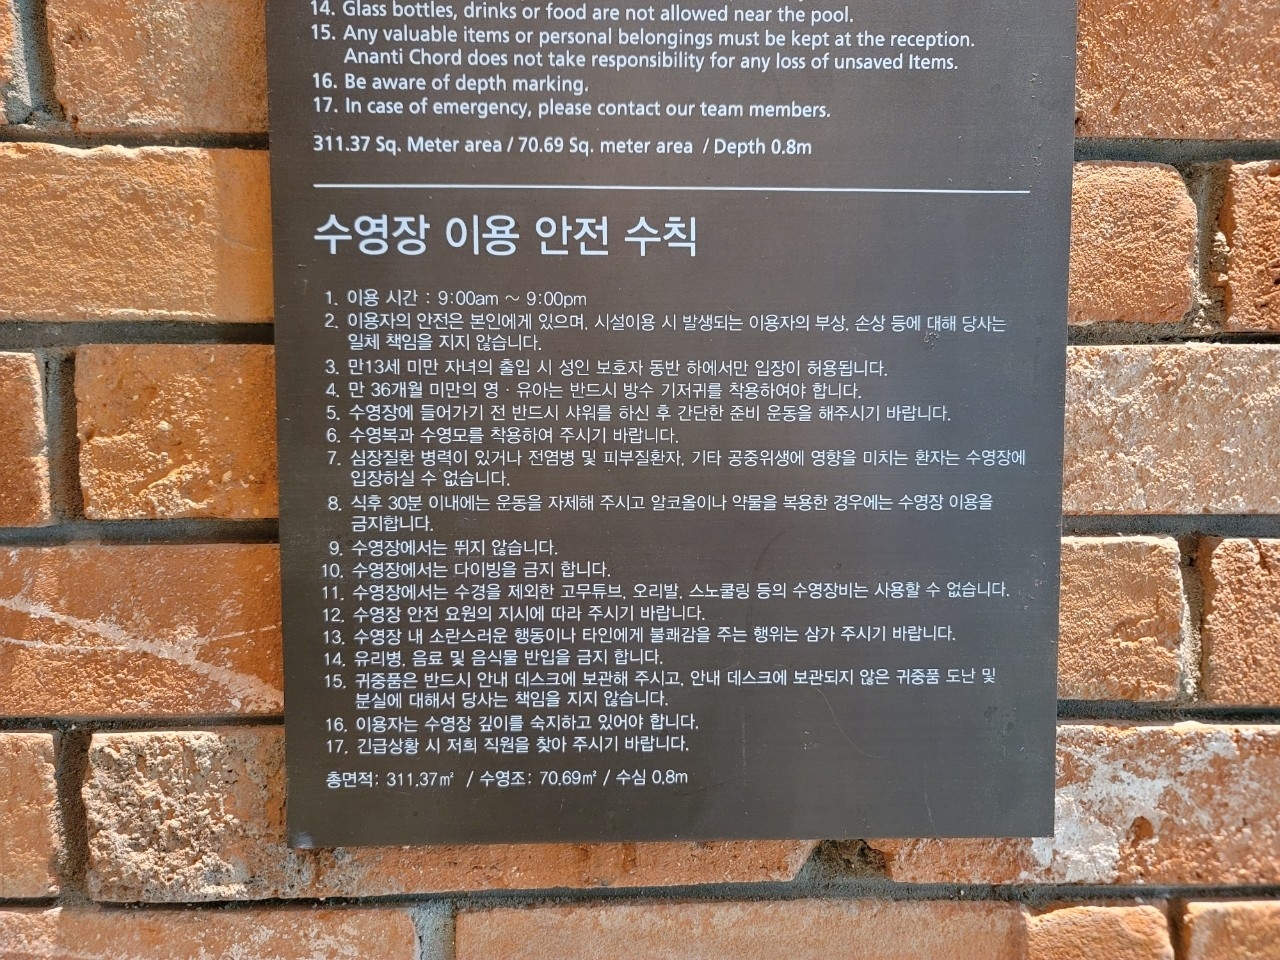 14. Glass bottles, drinks or food are not allowed near the pool.
15. Any valuable items or personal belongings must be kept at the reception.
Ananti Chord does not take responsibility for any loss of unsaved Items.
16. Be aware of depth marking.
17. In case of emergency, please contact our team members.
311.37 Sq. Meter area / 70.69 Sq. meter area / Depth 0.8m
수영장 이용 안전 수칙
1. 이용 시간 : 9:00am ~ 9:00pm
2. 이용자의 안전은 본인에게 있으며, 시설이용 시 발생되는 이용자의 부상, 손상 등에 대해 당사는
일체 책임을 지지 않습니다.
3. 만13세 미만 자녀의 출입 시 성인 보호자 동반 하에서만 입장이 허용됩니다.
4. 만 36개월 미만의 영 · 유아는 반드시 방수 기저귀를 착용하여야 합니다.
5. 수영장에 들어가기 전 반드시 샤워를 하신 후 간단한 준비 운동을 해주시기 바랍니다.
6. 수영복과 수영모를 착용하여 주시기 바랍니다.
7. 심장질환 병력이 있거나 전염병 및 피부질환자, 기타 공중위생에 영향을 미치는 환자는 수영장에
입장하실 수 없습니다.
8. 식후 30분 이내에는 운동을 자제해 주시고 알코올이나 약물을 복용한 경우에는 수영장 이용을
금지합니다.
9. 수영장에서는 뛰지 않습니다.
10. 수영장에서는 다이빙을 금지 합니다.
11. 수영장에서는 수경을 제외한 고무튜브, 오리발, 스노쿨링 등의 수영장비는 사용할 수 없습니다.
12. 수영장 안전 요원의 지시에 따라 주시기 바랍니다.
13. 수영장 내 소란스러운 행동이나 타인에게 불쾌감을 주는 행위는 삼가 주시기 바랍니다.
14. 유리병, 음료 및 음식물 반입을 금지 합니다.
15. 귀중품은 반드시 안내 데스크에 보관해 주시고, 안내 데스크에 보관되지 않은 귀중품 도난 및
분실에 대해서 당사는 책임을 지지 않습니다.
16. 이용자는 수영장 깊이를 숙지하고 있어야 합니다.
17. 긴급상황 시 저희 직원을 찾아 주시기 바랍니다.
총면적: 311.37㎡ / 수영조: 70.69㎡ / 수심 0.8m